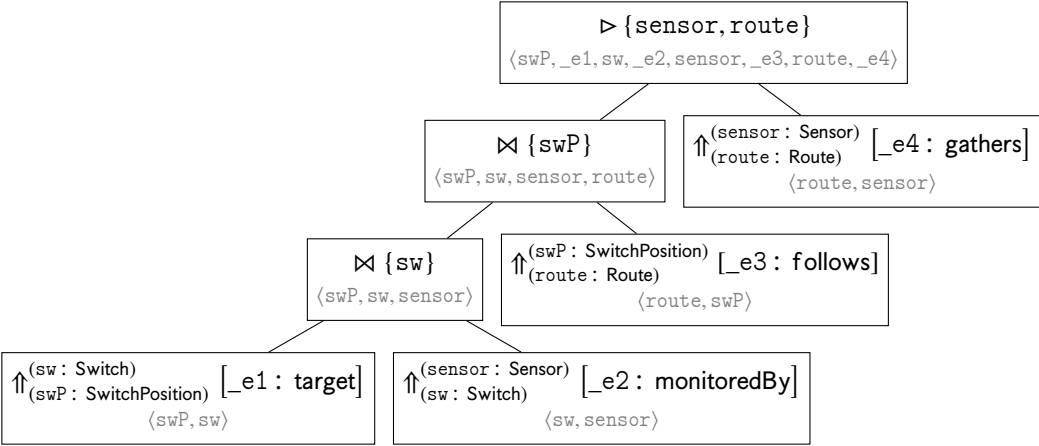 ▷ {sensor, route}
⟨swP, _e1, sw, _e2, sensor, _e3, route, _e4⟩
⋈ {swP}
⟨swP, sw, sensor, route⟩
⇑(sensor: Sensor)(route: Route) [_e4: gathers]
⟨route, sensor⟩
⋈ {sw}
⟨swP, sw, sensor⟩
⇑(swP: SwitchPosition)(route: Route) [_e3: follows]
⟨route, swP⟩
⇑(sw: Switch)(swP: SwitchPosition) [_e1: target]
⟨swP, sw⟩
⇑(sensor: Sensor)(sw: Switch) [_e2: monitoredBy]
⟨sw, sensor⟩